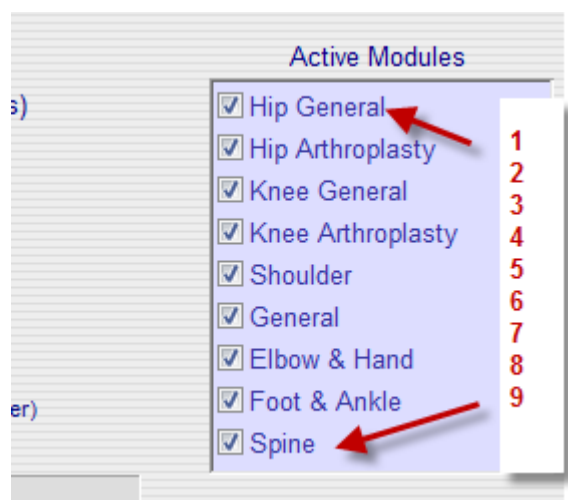 Active Modules
s)
Hip General
Hip Arthroplasty
Knee General
Knee Arthroplasty
Shoulder
General
Elbow & Hand
Foot & Ankle
er)
Spine
1
2
3
4
5
6
7
8
9